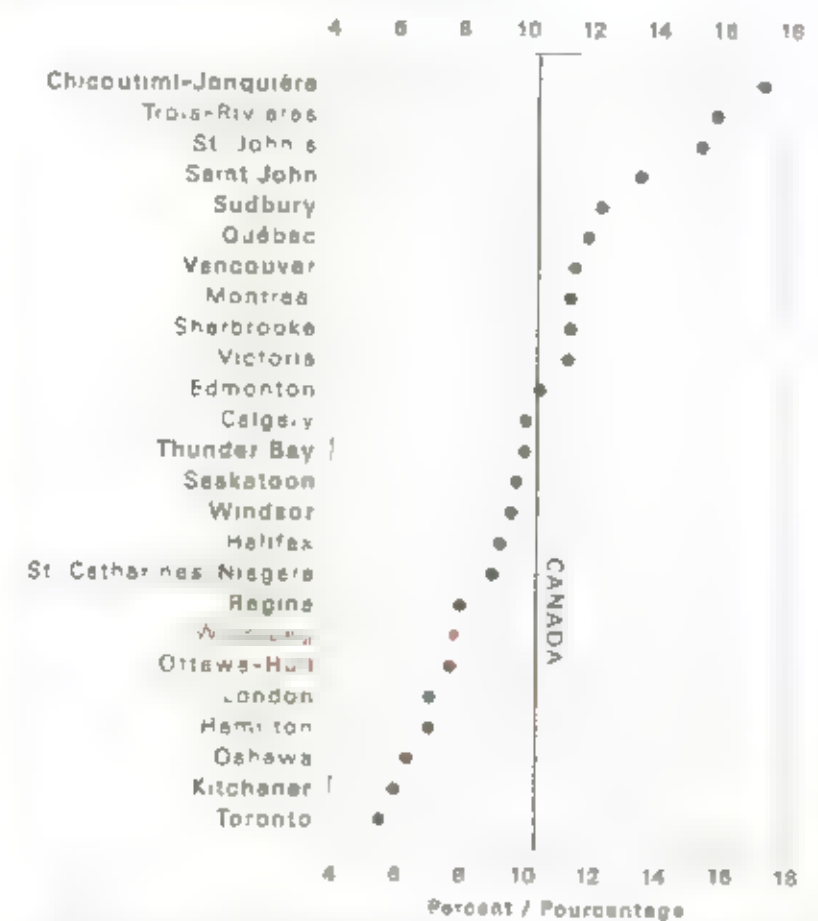 4 6 8 10 12 14 16 18
Chicoutimi-Jonquière
Trois-Rivières
St. John's
Saint John
Sudbury
Québec
Vancouver
Montreal
Sherbrooke
Victoria
Edmonton
Calgary
Thunder Bay
Saskatoon
Windsor
Halifax
St. Catharines Niagara
CANADA
Regina
Ottawa-Hull
London
Hamilton
Oshawa
Kitchener
Toronto
4 6 8 10 12 14 16 18
Percent / Pourcentage